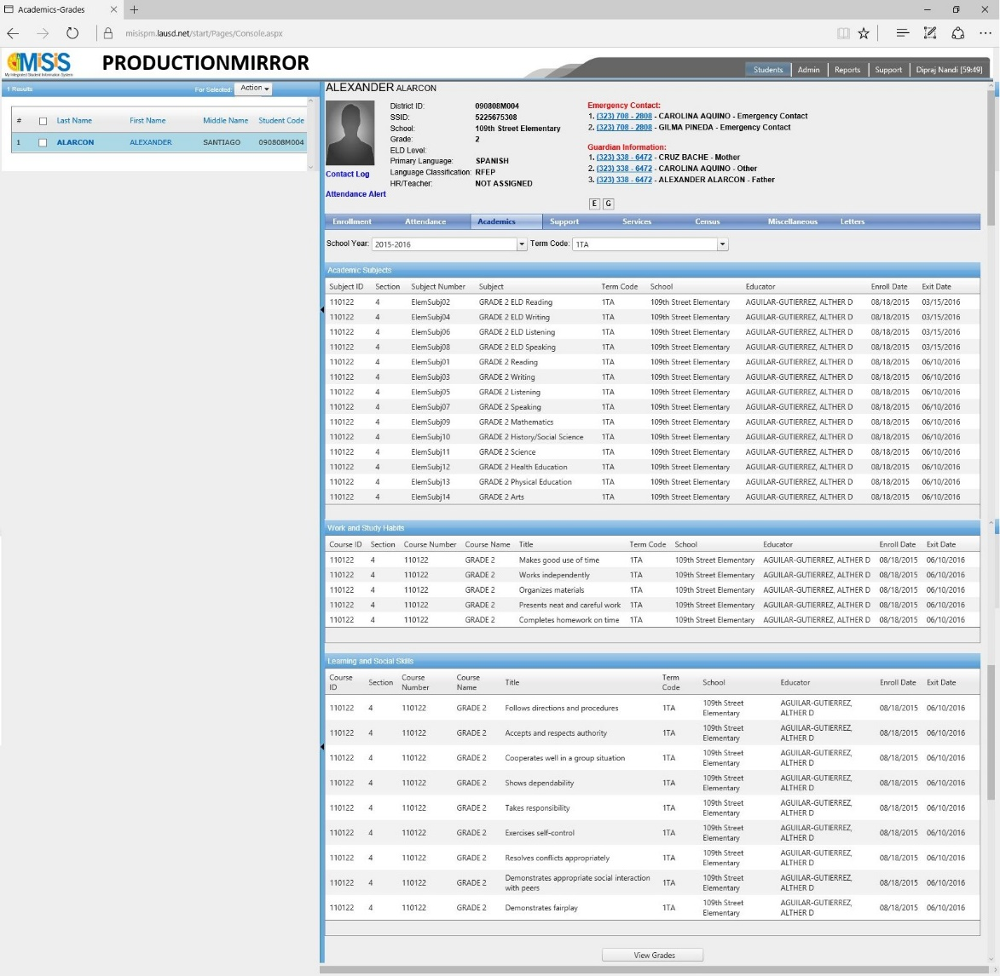 Academics-Grades
misispm.lausd.net/start/Pages/Console.aspx
MiSiS PRODUCTIONMIRROR
My Integrated Student Information System
Students Admin Reports Support Dipraj Nandi [59:49]
1 Results For Selected: Action
# Last Name First Name Middle Name Student Code
1 ALARCON ALEXANDER SANTIAGO 090808M004
ALEXANDER ALARCON
Contact Log
Attendance Alert
District ID: 090808M004
SSID: 5225675308
School: 109th Street Elementary
Grade: 2
ELD Level:
Primary Language: SPANISH
Language Classification: RFEP
HR/Teacher: NOT ASSIGNED
Emergency Contact:
1. (323) 708 - 2808 - CAROLINA AQUINO - Emergency Contact
2. (323) 708 - 2808 - GILMA PINEDA - Emergency Contact
Guardian Information:
1. (323) 338 - 6472 - CRUZ BACHE - Mother
2. (323) 338 - 6472 - CAROLINA AQUINO - Other
3. (323) 338 - 6472 - ALEXANDER ALARCON - Father
E G
Enrollment Attendance Academics Support Services Census Miscellaneous Letters
School Year: 2015-2016 Term Code: 1TA
Academic Subjects
Subject ID Section Subject Number Subject Term Code School Educator Enroll Date Exit Date
110122 4 ElemSubj02 GRADE 2 ELD Reading 1TA 109th Street Elementary AGUILAR-GUTIERREZ, ALTHER D 08/18/2015 03/15/2016
110122 4 ElemSubj04 GRADE 2 ELD Writing 1TA 109th Street Elementary AGUILAR-GUTIERREZ, ALTHER D 08/18/2015 03/15/2016
110122 4 ElemSubj06 GRADE 2 ELD Listening 1TA 109th Street Elementary AGUILAR-GUTIERREZ, ALTHER D 08/18/2015 03/15/2016
110122 4 ElemSubj08 GRADE 2 ELD Speaking 1TA 109th Street Elementary AGUILAR-GUTIERREZ, ALTHER D 08/18/2015 03/15/2016
110122 4 ElemSubj01 GRADE 2 Reading 1TA 109th Street Elementary AGUILAR-GUTIERREZ, ALTHER D 08/18/2015 06/10/2016
110122 4 ElemSubj03 GRADE 2 Writing 1TA 109th Street Elementary AGUILAR-GUTIERREZ, ALTHER D 08/18/2015 06/10/2016
110122 4 ElemSubj05 GRADE 2 Listening 1TA 109th Street Elementary AGUILAR-GUTIERREZ, ALTHER D 08/18/2015 06/10/2016
110122 4 ElemSubj07 GRADE 2 Speaking 1TA 109th Street Elementary AGUILAR-GUTIERREZ, ALTHER D 08/18/2015 06/10/2016
110122 4 ElemSubj09 GRADE 2 Mathematics 1TA 109th Street Elementary AGUILAR-GUTIERREZ, ALTHER D 08/18/2015 06/10/2016
110122 4 ElemSubj10 GRADE 2 History/Social Science 1TA 109th Street Elementary AGUILAR-GUTIERREZ, ALTHER D 08/18/2015 06/10/2016
110122 4 ElemSubj11 GRADE 2 Science 1TA 109th Street Elementary AGUILAR-GUTIERREZ, ALTHER D 08/18/2015 06/10/2016
110122 4 ElemSubj12 GRADE 2 Health Education 1TA 109th Street Elementary AGUILAR-GUTIERREZ, ALTHER D 08/18/2015 06/10/2016
110122 4 ElemSubj13 GRADE 2 Physical Education 1TA 109th Street Elementary AGUILAR-GUTIERREZ, ALTHER D 08/18/2015 06/10/2016
110122 4 ElemSubj14 GRADE 2 Arts 1TA 109th Street Elementary AGUILAR-GUTIERREZ, ALTHER D 08/18/2015 06/10/2016
Work and Study Habits
Course ID Section Course Number Course Name Title Term Code School Educator Enroll Date Exit Date
110122 4 110122 GRADE 2 Makes good use of time 1TA 109th Street Elementary AGUILAR-GUTIERREZ, ALTHER D 08/18/2015 06/10/2016
110122 4 110122 GRADE 2 Works independently 1TA 109th Street Elementary AGUILAR-GUTIERREZ, ALTHER D 08/18/2015 06/10/2016
110122 4 110122 GRADE 2 Organizes materials 1TA 109th Street Elementary AGUILAR-GUTIERREZ, ALTHER D 08/18/2015 06/10/2016
110122 4 110122 GRADE 2 Presents neat and careful work 1TA 109th Street Elementary AGUILAR-GUTIERREZ, ALTHER D 08/18/2015 06/10/2016
110122 4 110122 GRADE 2 Completes homework on time 1TA 109th Street Elementary AGUILAR-GUTIERREZ, ALTHER D 08/18/2015 06/10/2016
Learning and Social Skills
Course ID Section Course Number Course Name Title Term Code School Educator Enroll Date Exit Date
110122 4 110122 GRADE 2 Follows directions and procedures 1TA 109th Street Elementary AGUILAR-GUTIERREZ, ALTHER D 08/18/2015 06/10/2016
110122 4 110122 GRADE 2 Accepts and respects authority 1TA 109th Street Elementary AGUILAR-GUTIERREZ, ALTHER D 08/18/2015 06/10/2016
110122 4 110122 GRADE 2 Cooperates well in a group situation 1TA 109th Street Elementary AGUILAR-GUTIERREZ, ALTHER D 08/18/2015 06/10/2016
110122 4 110122 GRADE 2 Shows dependability 1TA 109th Street Elementary AGUILAR-GUTIERREZ, ALTHER D 08/18/2015 06/10/2016
110122 4 110122 GRADE 2 Takes responsibility 1TA 109th Street Elementary AGUILAR-GUTIERREZ, ALTHER D 08/18/2015 06/10/2016
110122 4 110122 GRADE 2 Exercises self-control 1TA 109th Street Elementary AGUILAR-GUTIERREZ, ALTHER D 08/18/2015 06/10/2016
110122 4 110122 GRADE 2 Resolves conflicts appropriately 1TA 109th Street Elementary AGUILAR-GUTIERREZ, ALTHER D 08/18/2015 06/10/2016
110122 4 110122 GRADE 2 Demonstrates appropriate social interaction with peers 1TA 109th Street Elementary AGUILAR-GUTIERREZ, ALTHER D 08/18/2015 06/10/2016
110122 4 110122 GRADE 2 Demonstrates fairplay 1TA 109th Street Elementary AGUILAR-GUTIERREZ, ALTHER D 08/18/2015 06/10/2016
View Grades